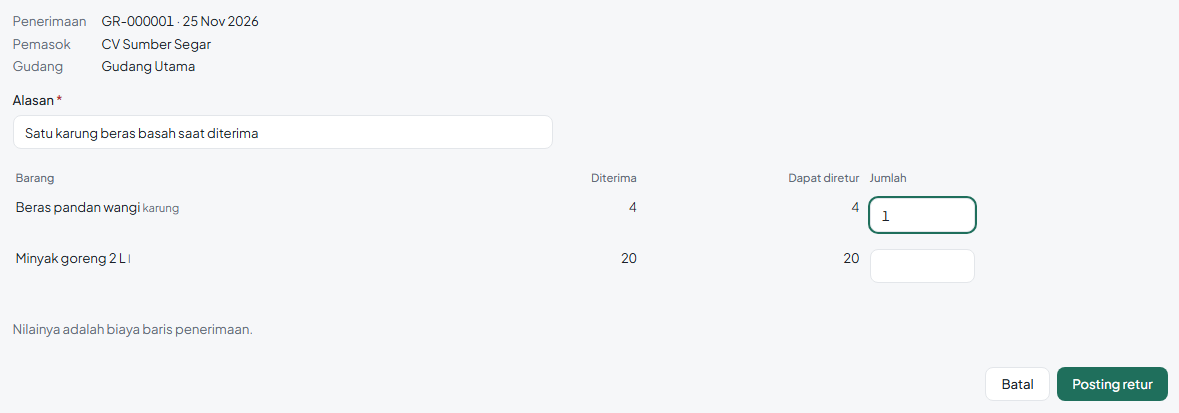 Penerimaan GR-000001 · 25 Nov 2026
Pemasok CV Sumber Segar
Gudang Gudang Utama
Alasan *
Satu karung beras basah saat diterima
Barang Diterima Dapat diretur Jumlah
Beras pandan wangi karung 4 4 1
Minyak goreng 2 L l 20 20
Nilainya adalah biaya baris penerimaan.
Batal Posting retur